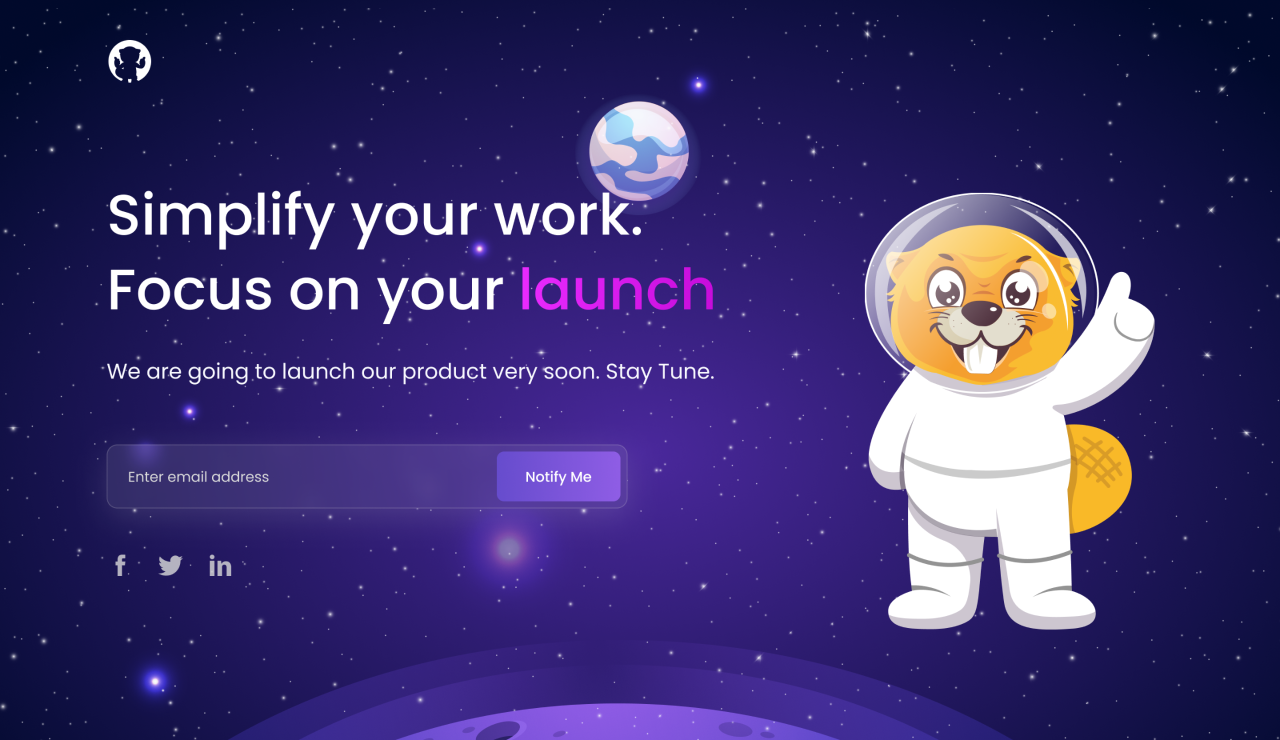 Simplify your work.
Focus on your launch
We are going to launch our product very soon. Stay Tune.
Enter email address
Notify Me